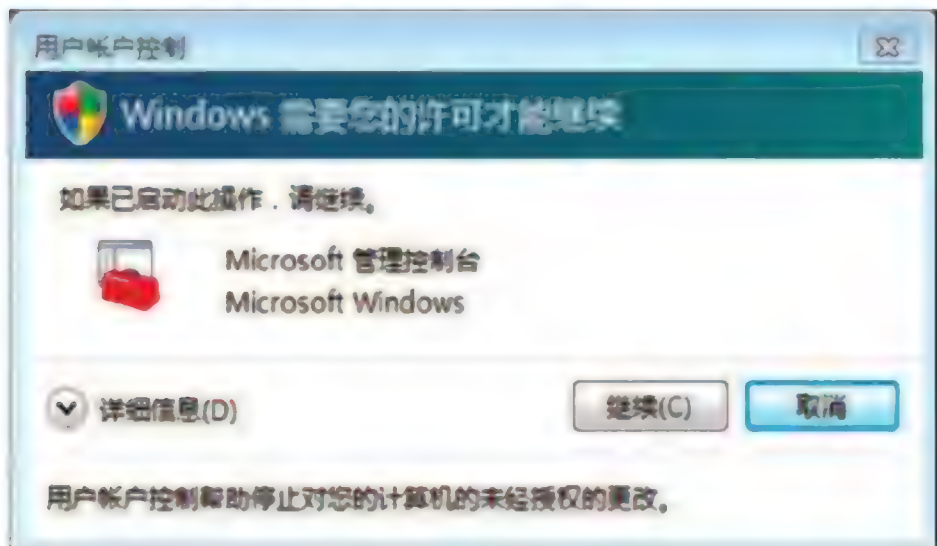 用户帐户控制
Windows 需要您的许可才能继续
如果已启动此操作，请继续。
Microsoft 管理控制台
Microsoft Windows
详细信息(D)
继续(C)
取消
用户帐户控制帮助停止对您的计算机的未经授权的更改。